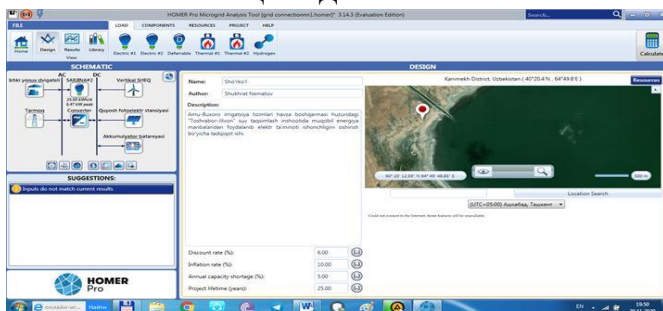 HOMER Pro Microgrid Analysis Tool [grid connectionnn1.homer]* 3.14.3 (Evaluation Edition)
Search...
FILE
LOAD COMPONENTS RESOURCES PROJECT HELP
Home Design Results Library Electric #1 Electric #2 Deferrable Thermal #1 Thermal #2 Hydrogen Calculate
View
SCHEMATIC
DESIGN
AC DC
Ichki yonuv dvigateli Vertikal SHEQ
Tarmoq Converter Quyosh fotoelektr stansiyasi
Akkumulyator batareyasi
SUGGESTIONS:
Inputs do not match current results
HOMER
Pro
Name: Sho'rko'l
Author: Shukhrat Nematov
Description:
Amu-Buxoro irrigatsiya tizimlari havza boshqarmasi huzuridagi
"Toshrabot-Jilvon" suv taqsimlash inshootida muqobil energiya
manbalaridan foydalanib elektr ta'minoti ishonchligini oshirish
bo'yicha tadqiqot ishi.
Discount rate (%): 6.00
Inflation rate (%): 10.00
Annual capacity shortage (%): 5.00
Project lifetime (years): 25.00
Karimekh District, Uzbekistan ( 40°20.4'N , 64°49.8'E )
Resources
500 m
Location Search
(UTC+05:00) Ашхабад, Ташкент
EN
19:50